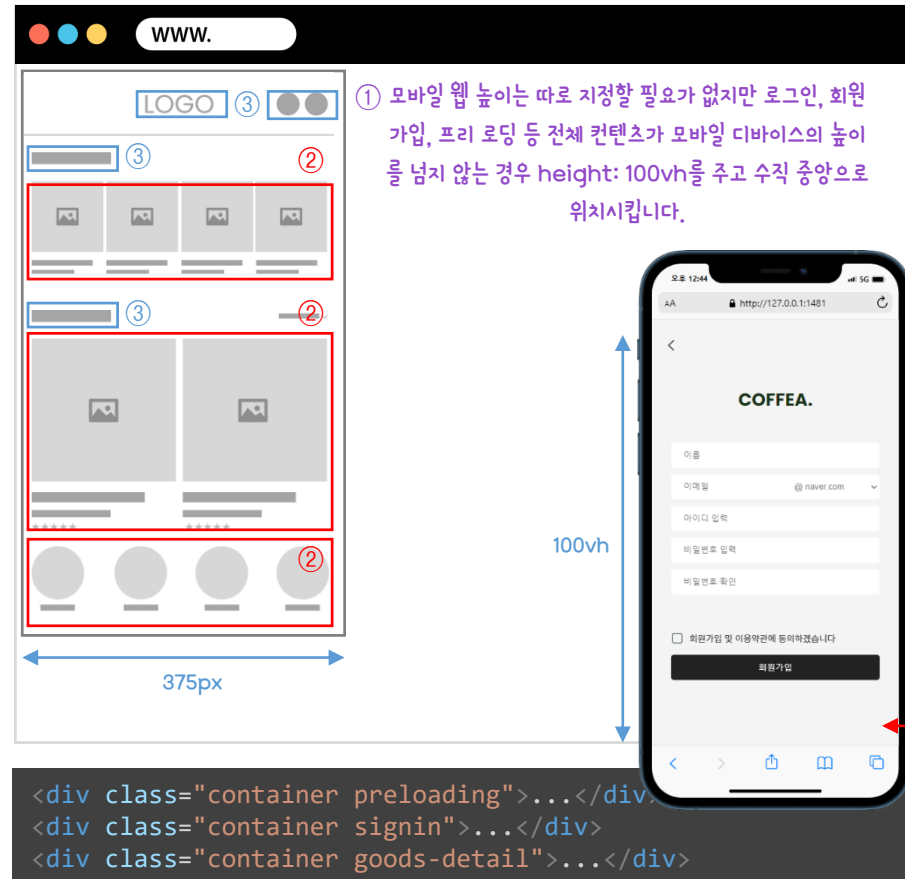 www.
LOGO ③
③
②
③
②
②
375px
① 모바일 웹 높이는 따로 지정할 필요가 없지만 로그인, 회원
가입, 프리 로딩 등 전체 컨텐츠가 모바일 디바이스의 높이
를 넘지 않는 경우 height: 100vh를 주고 수직 중앙으로
위치시킵니다.
100vh
오후 12:44
5G
AA
http://127.0.0.1:1481
COFFEA.
이름
이메일 @ naver.com
아이디 입력
비밀번호 입력
비밀번호 확인
회원가입 및 이용약관에 동의하겠습니다
회원가입
<div class="container preloading">...</div>
<div class="container signin">...</div>
<div class="container goods-detail">...</div>